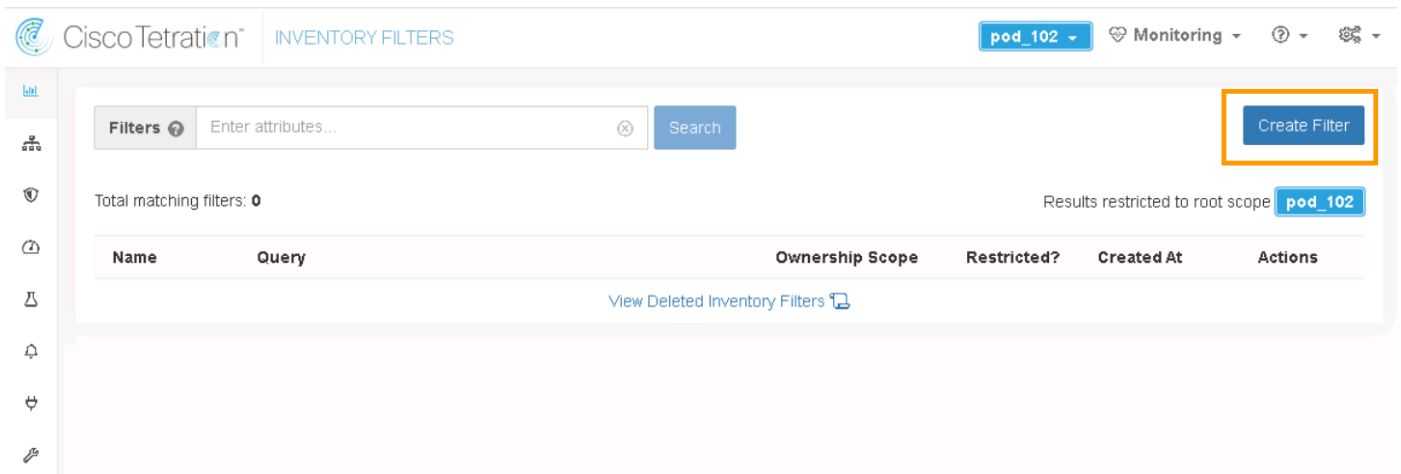 Cisco Tetration™ INVENTORY FILTERS pod_102 Monitoring
Filters Enter attributes... Search Create Filter
Total matching filters: 0 Results restricted to root scope pod_102
Name Query Ownership Scope Restricted? Created At Actions
View Deleted Inventory Filters